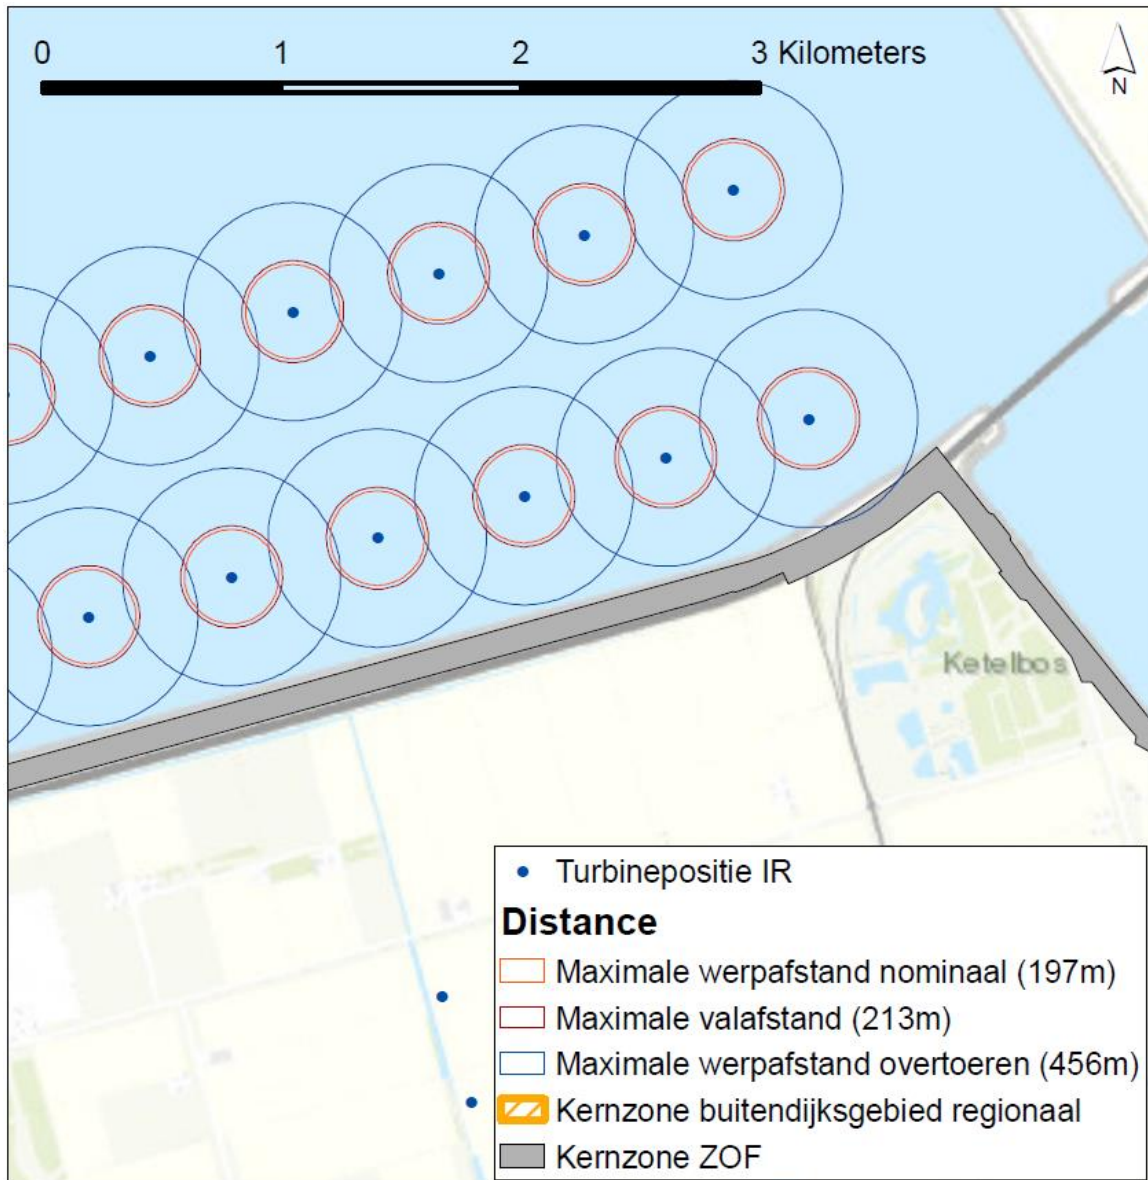 0 1 2 3 Kilometers
N
Ketelbos
Turbinepositie IR
Distance
Maximale werpafstand nominaal (197m)
Maximale valafstand (213m)
Maximale werpafstand overtoeren (456m)
Kernzone buitendijksgebied regionaal
Kernzone ZOF